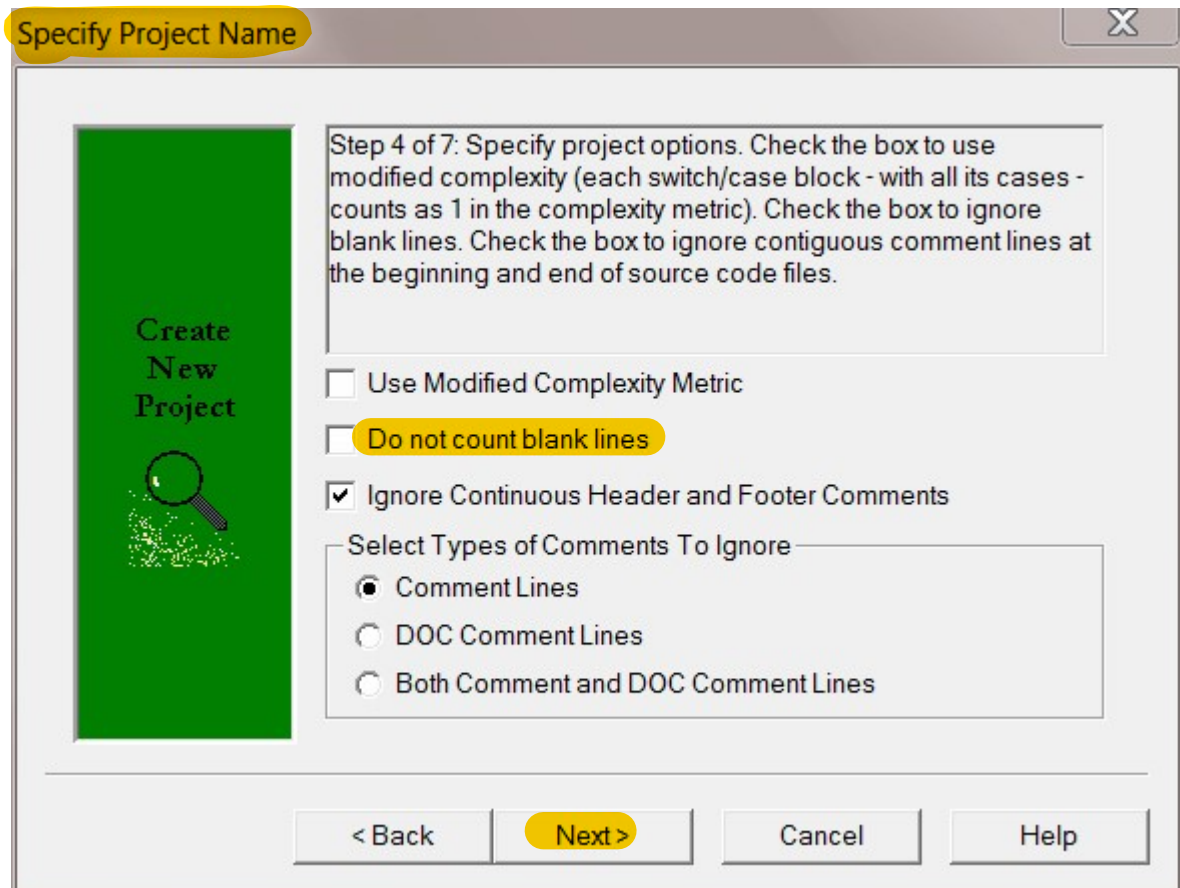 Specify Project Name
X
Step 4 of 7: Specify project options. Check the box to use
modified complexity (each switch/case block - with all its cases -
counts as 1 in the complexity metric). Check the box to ignore
blank lines. Check the box to ignore contiguous comment lines at
the beginning and end of source code files.
Create
New
Project
Use Modified Complexity Metric
Do not count blank lines
Ignore Continuous Header and Footer Comments
Select Types of Comments To Ignore
Comment Lines
DOC Comment Lines
Both Comment and DOC Comment Lines
< Back
Next >
Cancel
Help